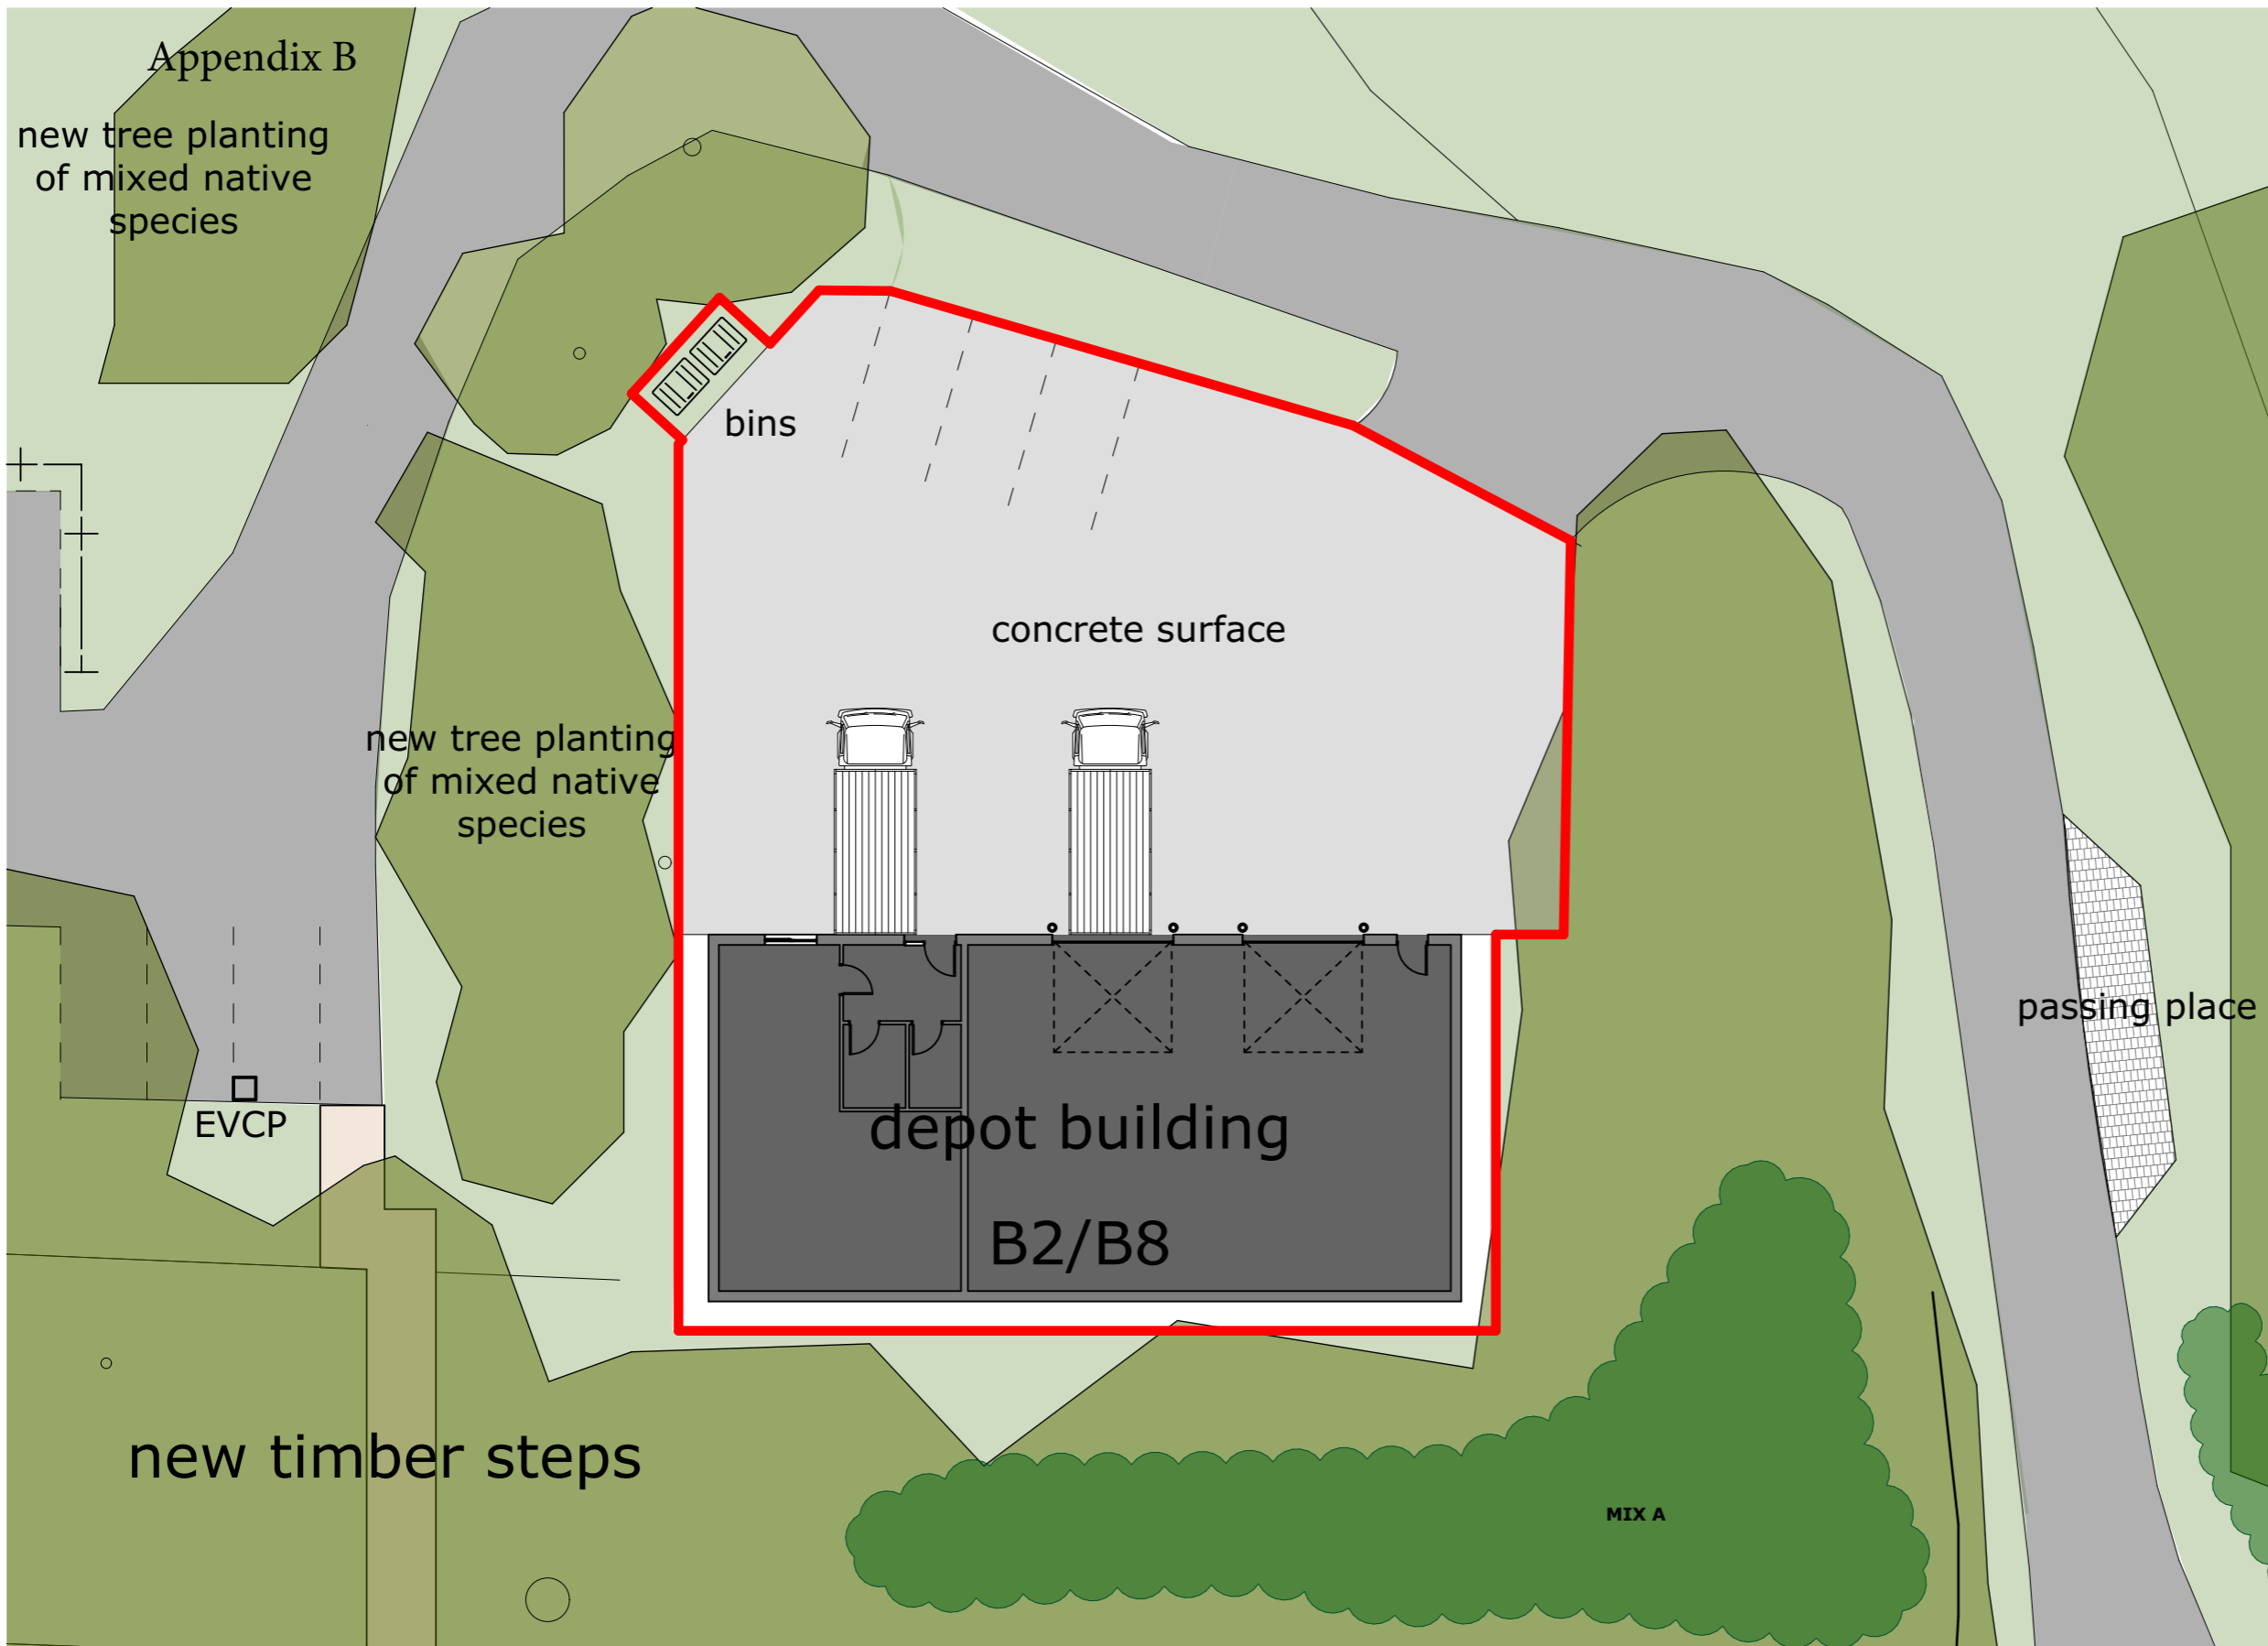 Appendix B
new tree planting
of mixed native
species
bins
concrete surface
new tree planting
of mixed native
species
passing place
EVCP
depot building
B2/B8
new timber steps
MIX A